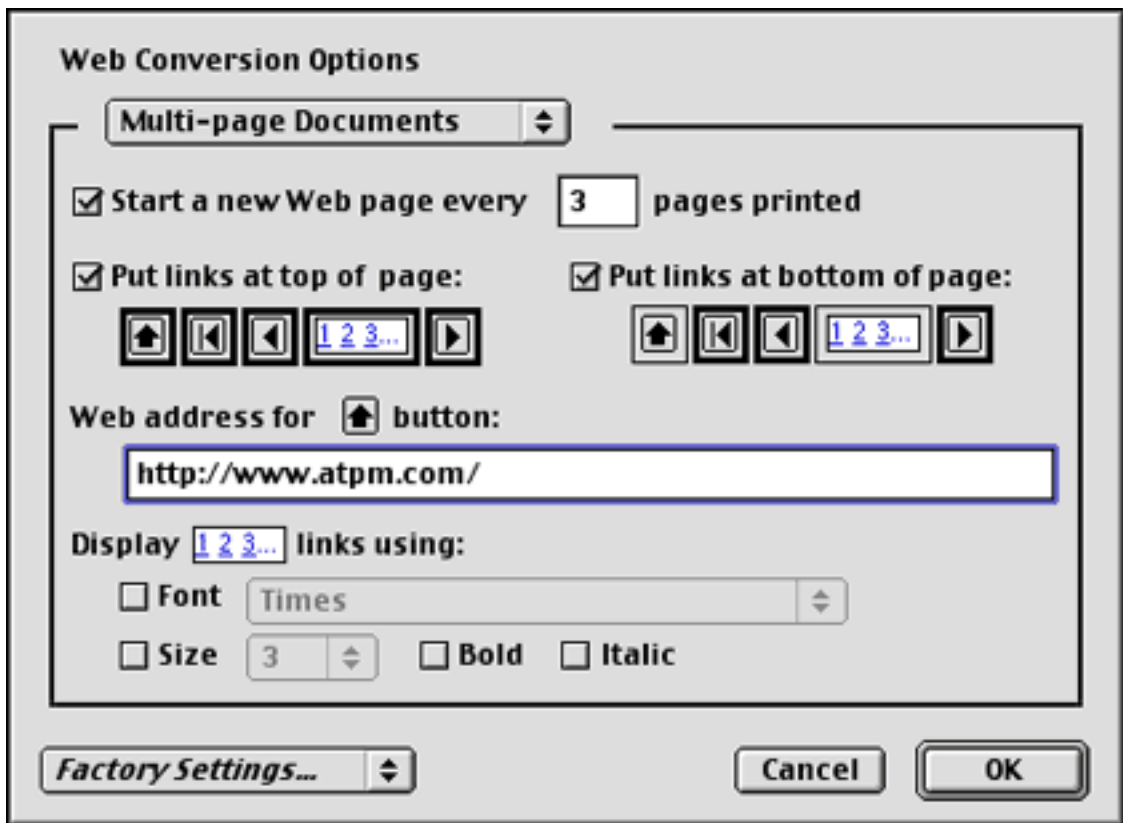 Web Conversion Options
Multi-page Documents
Start a new Web page every 3 pages printed
Put links at top of page: Put links at bottom of page:
1 2 3... 1 2 3...
Web address for button:
http://www.atpm.com/
Display 1 2 3... links using:
Font Times
Size 3 Bold Italic
Factory Settings... Cancel OK